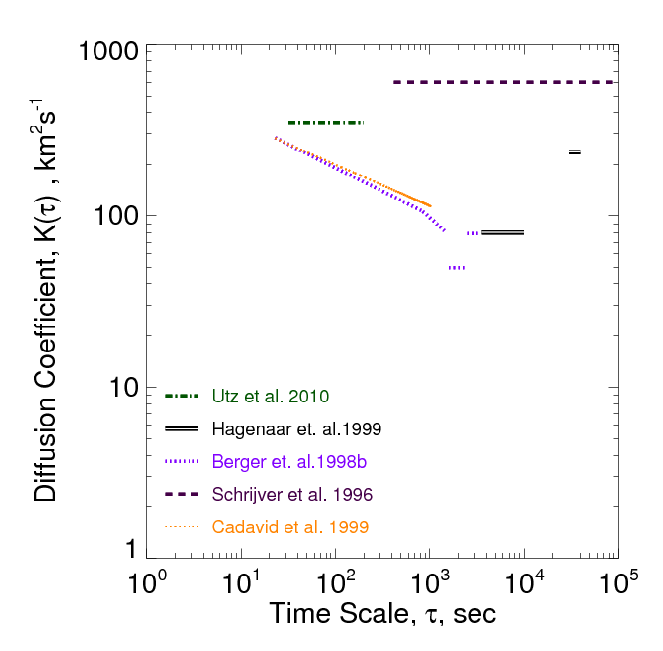 1000
100
10
1
Diffusion Coefficient, K(τ) , km²s⁻¹
Utz et al. 2010
Hagenaar et. al.1999
Berger et. al.1998b
Schrijver et al. 1996
Cadavid et al. 1999
10⁰ 10¹ 10² 10³ 10⁴ 10⁵
Time Scale, τ, sec